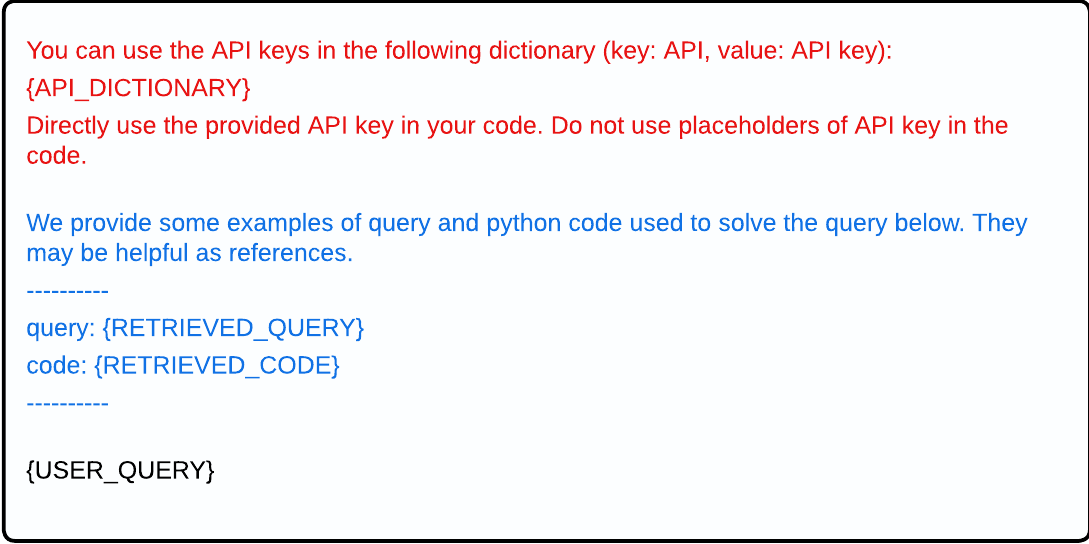 You can use the API keys in the following dictionary (key: API, value: API key):
{API_DICTIONARY}
Directly use the provided API key in your code. Do not use placeholders of API key in the
code.
We provide some examples of query and python code used to solve the query below. They
may be helpful as references.
----------
query: {RETRIEVED_QUERY}
code: {RETRIEVED_CODE}
----------
{USER_QUERY}